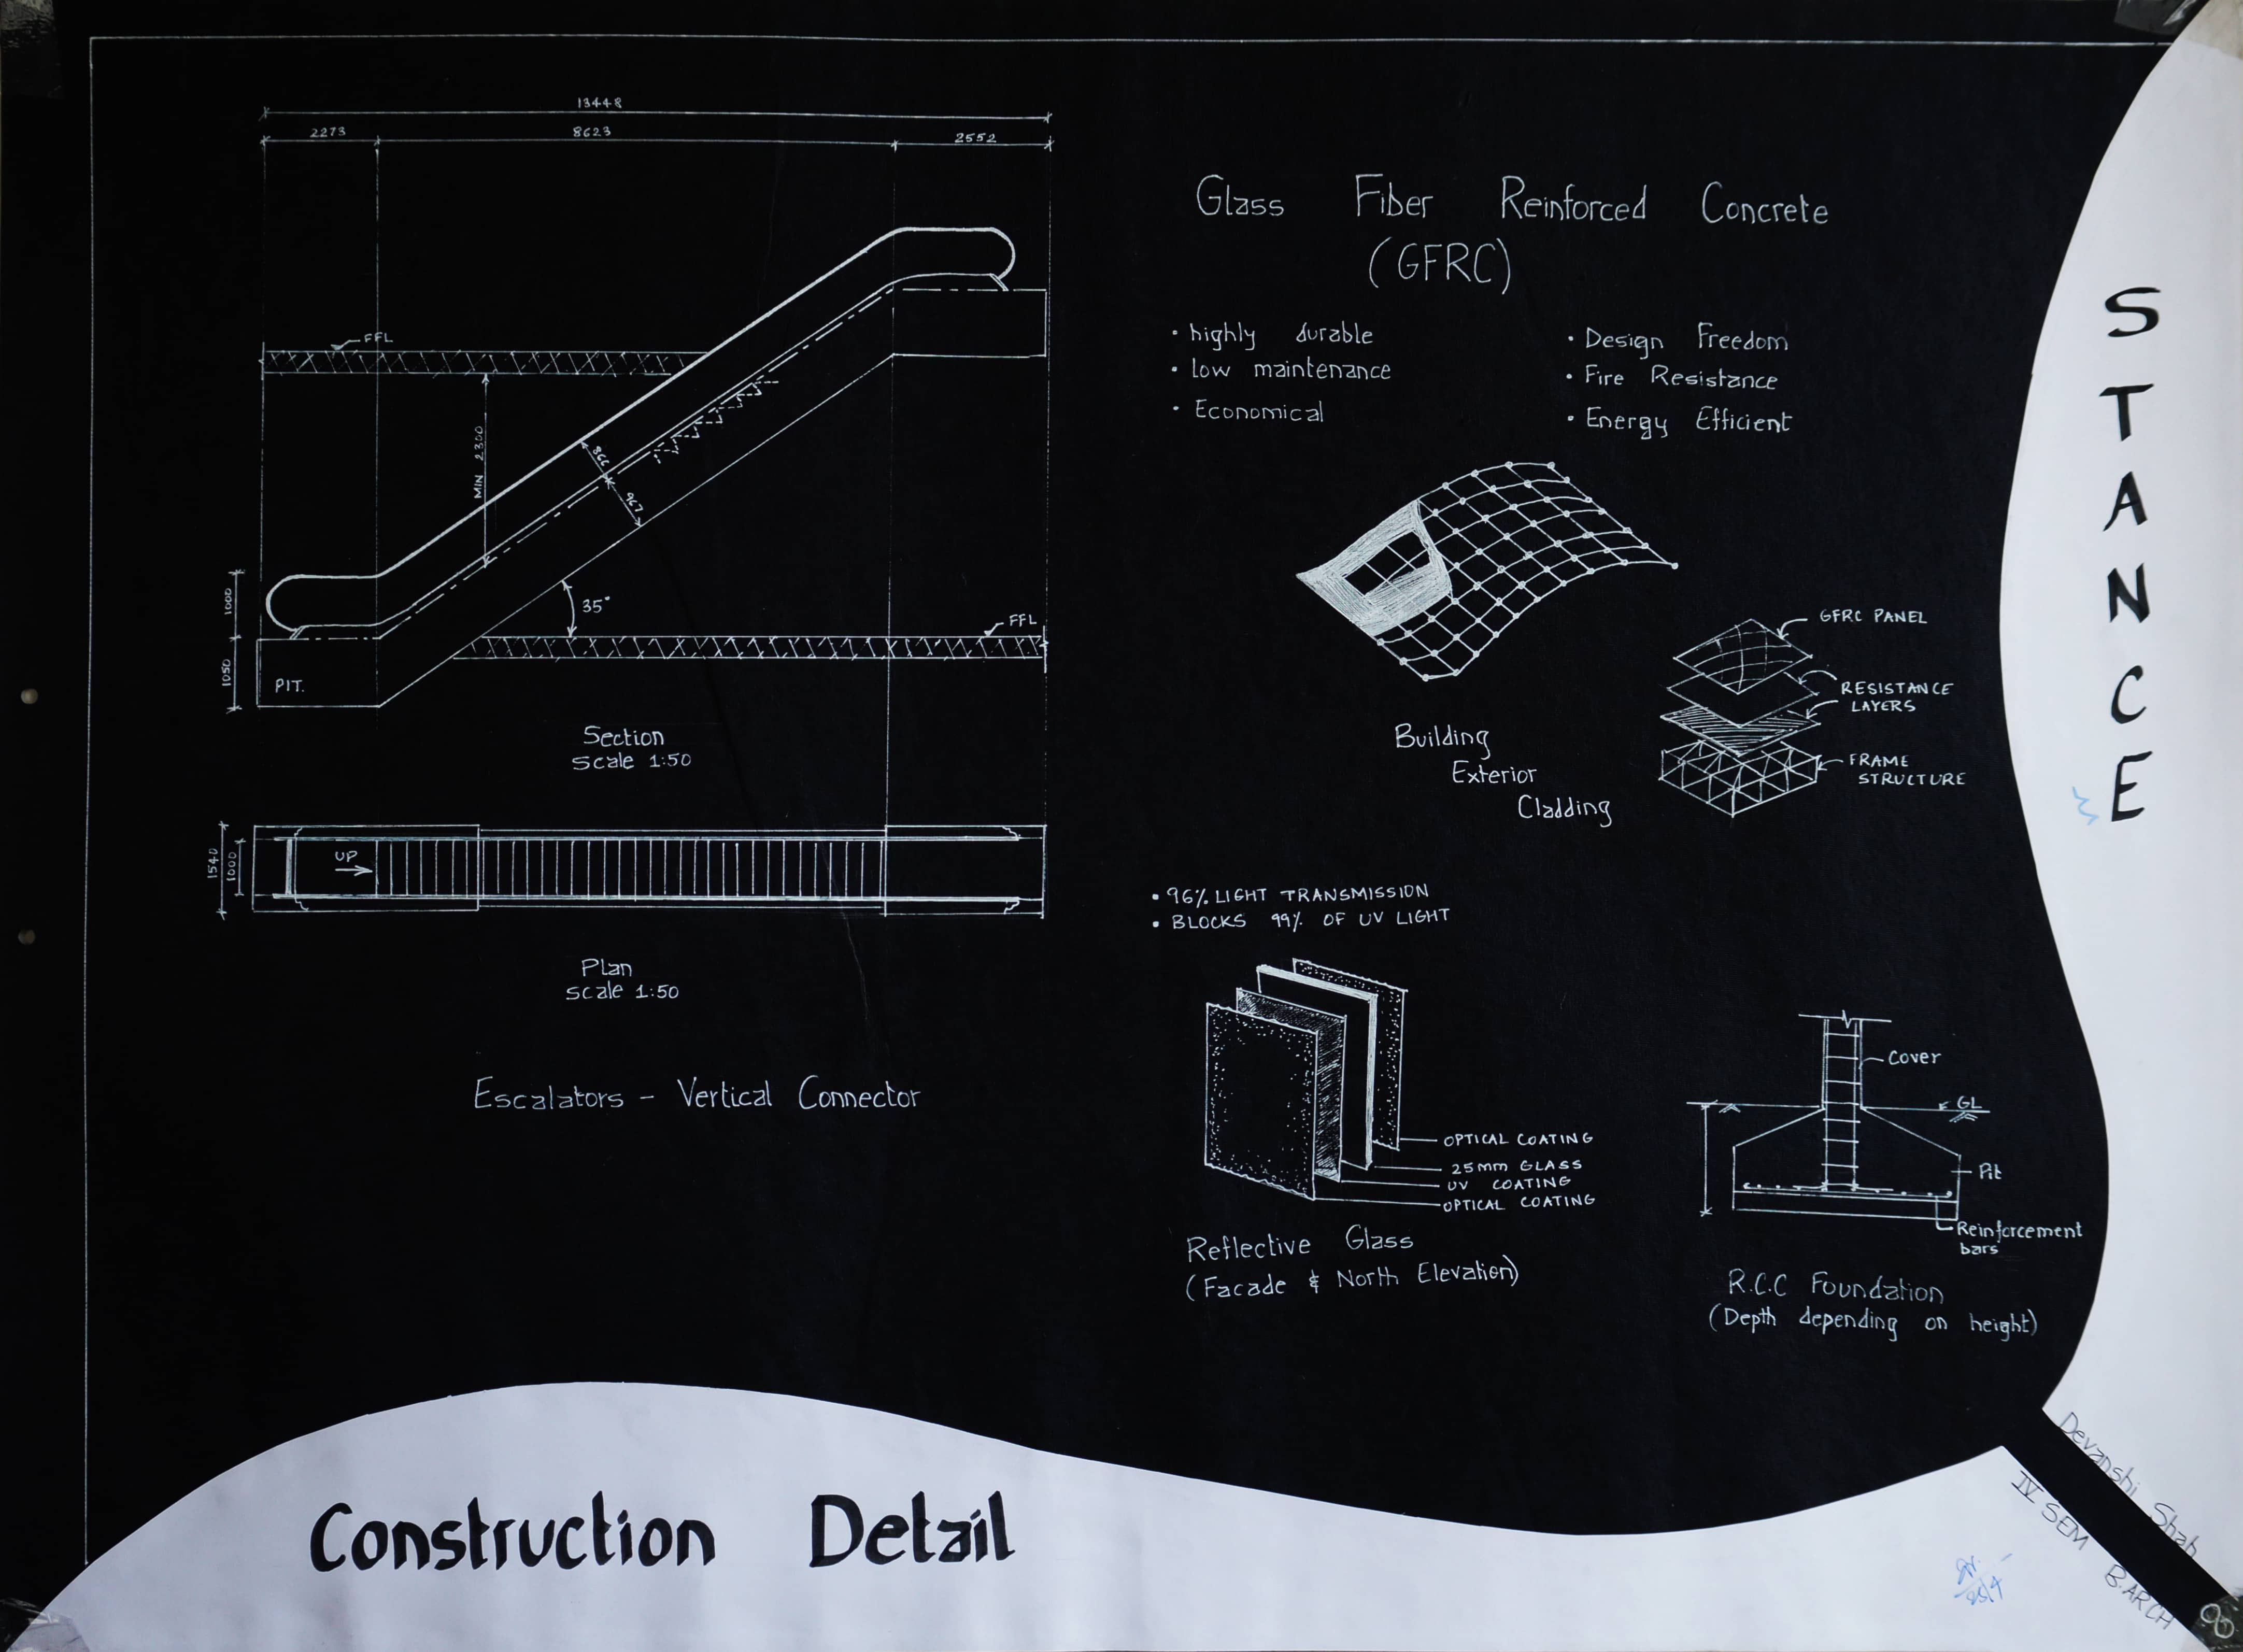 13448
2273
8623
2552
FFL
MIN 2300
866
967
1000
1050
35°
FFL
PIT.
Section
Scale 1:50
UP
1540
1000
Plan
Scale 1:50
Escalators - Vertical Connector
Glass Fiber Reinforced Concrete
(GFRC)
• highly durable
• low maintenance
• Economical
• Design Freedom
• Fire Resistance
• Energy Efficient
GFRC PANEL
RESISTANCE
LAYERS
FRAME
STRUCTURE
Building
Exterior
Cladding
• 96% LIGHT TRANSMISSION
• BLOCKS 99% OF UV LIGHT
OPTICAL COATING
25mm GLASS
UV COATING
OPTICAL COATING
Reflective Glass
(Facade & North Elevation)
Cover
GL
Pit
Reinforcement
bars
R.C.C Foundation
(Depth depending on height)
STANCE
Construction Detail
Devanshi Shah
IV SEM B.ARCH
8